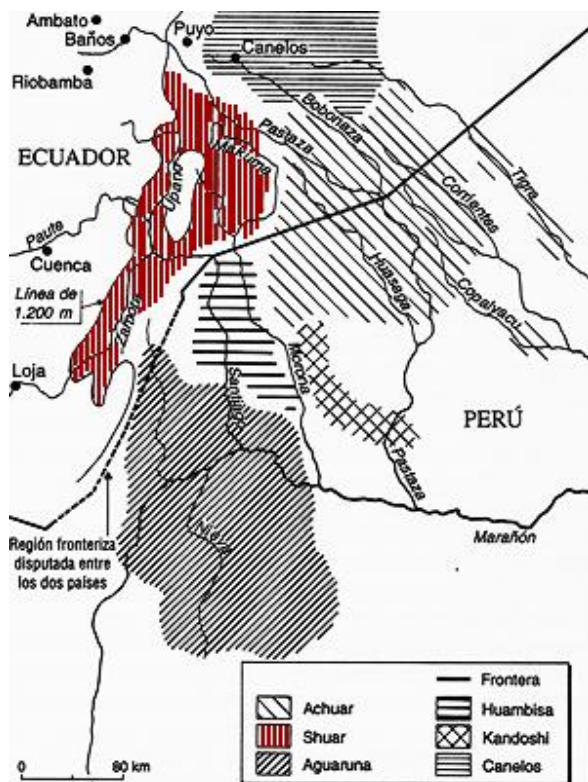 Ambato
Puyo
Baños
Canelos
Riobamba
Bobonaza
Pastaza
Makuma
ECUADOR
Corrientes
Tigre
Upano
Paute
Cuenca
Huasaga
Copalyacu
Línea de
1.200 m
Zamora
Loja
Morona
Santiago
PERÚ
Pastaza
Nieva
Marañón
Región fronteriza
disputada entre
los dos países
Frontera
Achuar
Huambisa
Shuar
Kandoshi
Aguaruna
Canelos
0 80 km